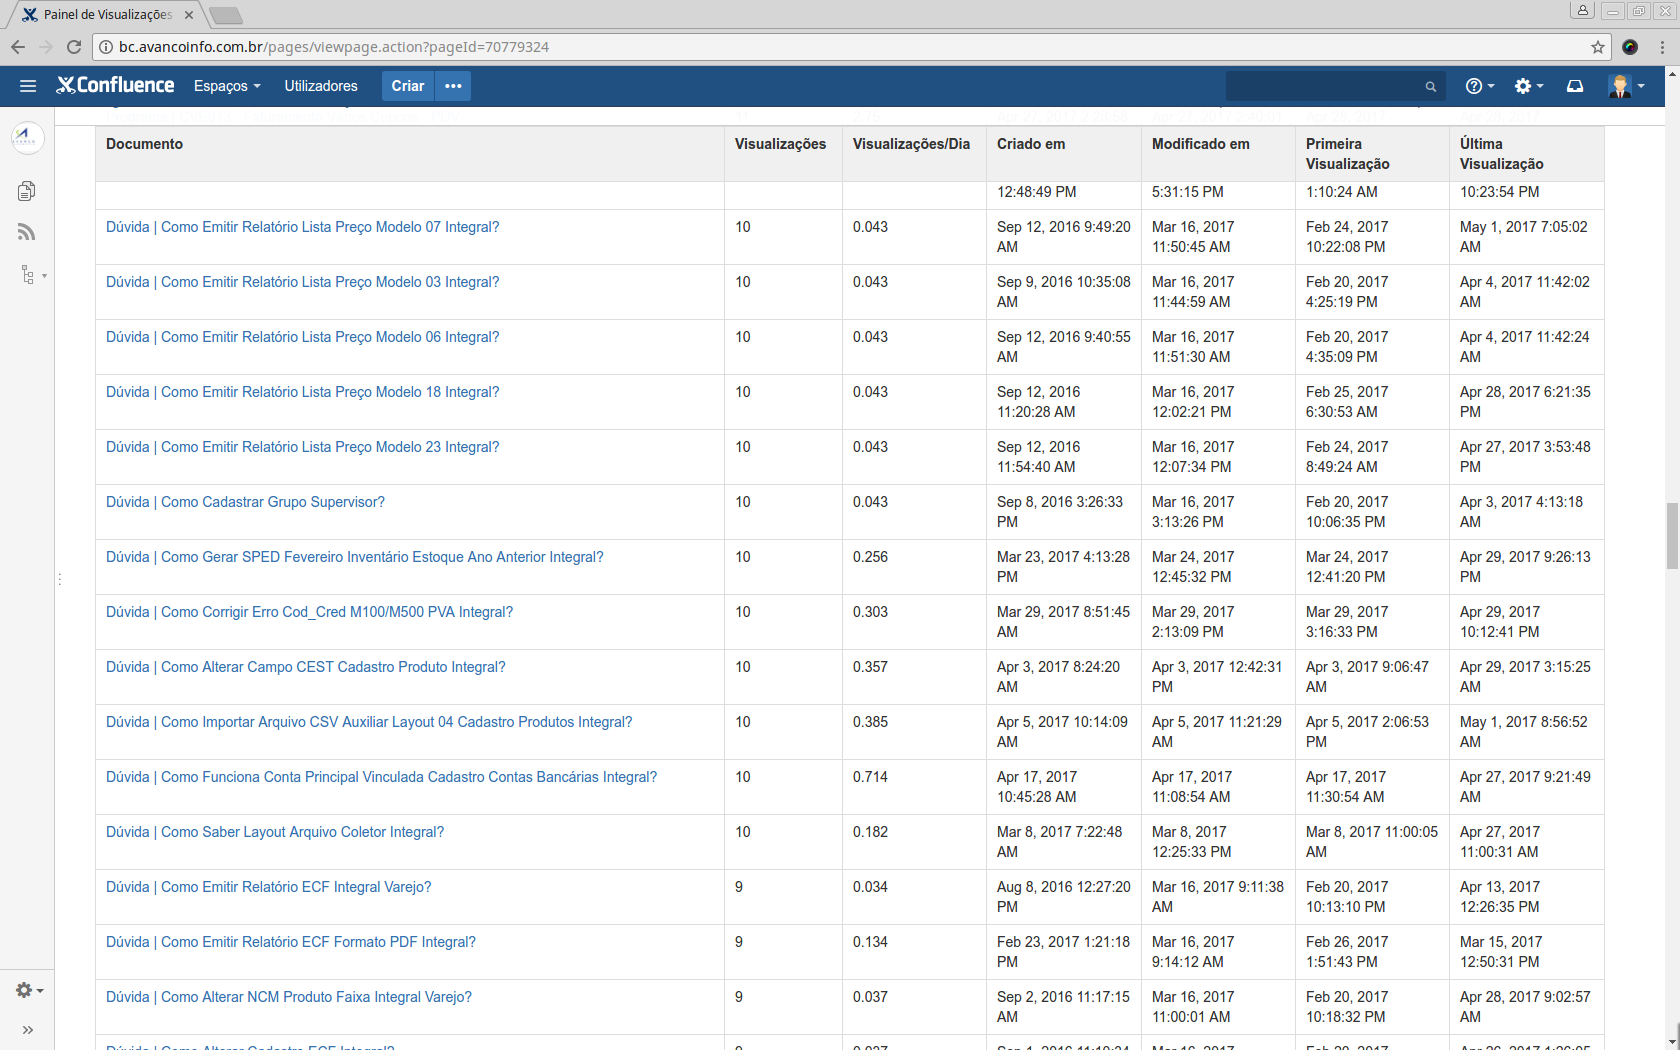 Painel de Visualizações
bc.avancoinfo.com.br/pages/viewpage.action?pageId=70779324
Confluence Espaços Utilizadores Criar •••
Documento Visualizações Visualizações/Dia Criado em Modificado em Primeira Visualização Última Visualização
12:48:49 PM 5:31:15 PM 1:10:24 AM 10:23:54 PM
Dúvida | Como Emitir Relatório Lista Preço Modelo 07 Integral? 10 0.043 Sep 12, 2016 9:49:20 AM Mar 16, 2017 11:50:45 AM Feb 24, 2017 10:22:08 PM May 1, 2017 7:05:02 AM
Dúvida | Como Emitir Relatório Lista Preço Modelo 03 Integral? 10 0.043 Sep 9, 2016 10:35:08 AM Mar 16, 2017 11:44:59 AM Feb 20, 2017 4:25:19 PM Apr 4, 2017 11:42:02 AM
Dúvida | Como Emitir Relatório Lista Preço Modelo 06 Integral? 10 0.043 Sep 12, 2016 9:40:55 AM Mar 16, 2017 11:51:30 AM Feb 20, 2017 4:35:09 PM Apr 4, 2017 11:42:24 AM
Dúvida | Como Emitir Relatório Lista Preço Modelo 18 Integral? 10 0.043 Sep 12, 2016 11:20:28 AM Mar 16, 2017 12:02:21 PM Feb 25, 2017 6:30:53 AM Apr 28, 2017 6:21:35 PM
Dúvida | Como Emitir Relatório Lista Preço Modelo 23 Integral? 10 0.043 Sep 12, 2016 11:54:40 AM Mar 16, 2017 12:07:34 PM Feb 24, 2017 8:49:24 AM Apr 27, 2017 3:53:48 PM
Dúvida | Como Cadastrar Grupo Supervisor? 10 0.043 Sep 8, 2016 3:26:33 PM Mar 16, 2017 3:13:26 PM Feb 20, 2017 10:06:35 PM Apr 3, 2017 4:13:18 AM
Dúvida | Como Gerar SPED Fevereiro Inventário Estoque Ano Anterior Integral? 10 0.256 Mar 23, 2017 4:13:28 PM Mar 24, 2017 12:45:32 PM Mar 24, 2017 12:41:20 PM Apr 29, 2017 9:26:13 PM
Dúvida | Como Corrigir Erro Cod_Cred M100/M500 PVA Integral? 10 0.303 Mar 29, 2017 8:51:45 AM Mar 29, 2017 2:13:09 PM Mar 29, 2017 3:16:33 PM Apr 29, 2017 10:12:41 PM
Dúvida | Como Alterar Campo CEST Cadastro Produto Integral? 10 0.357 Apr 3, 2017 8:24:20 AM Apr 3, 2017 12:42:31 PM Apr 3, 2017 9:06:47 AM Apr 29, 2017 3:15:25 AM
Dúvida | Como Importar Arquivo CSV Auxiliar Layout 04 Cadastro Produtos Integral? 10 0.385 Apr 5, 2017 10:14:09 AM Apr 5, 2017 11:21:29 AM Apr 5, 2017 2:06:53 PM May 1, 2017 8:56:52 AM
Dúvida | Como Funciona Conta Principal Vinculada Cadastro Contas Bancárias Integral? 10 0.714 Apr 17, 2017 10:45:28 AM Apr 17, 2017 11:08:54 AM Apr 17, 2017 11:30:54 AM Apr 27, 2017 9:21:49 AM
Dúvida | Como Saber Layout Arquivo Coletor Integral? 10 0.182 Mar 8, 2017 7:22:48 AM Mar 8, 2017 12:25:33 PM Mar 8, 2017 11:00:05 AM Apr 27, 2017 11:00:31 AM
Dúvida | Como Emitir Relatório ECF Integral Varejo? 9 0.034 Aug 8, 2016 12:27:20 PM Mar 16, 2017 9:11:38 AM Feb 20, 2017 10:13:10 PM Apr 13, 2017 12:26:35 PM
Dúvida | Como Emitir Relatório ECF Formato PDF Integral? 9 0.134 Feb 23, 2017 1:21:18 PM Mar 16, 2017 9:14:12 AM Feb 26, 2017 1:51:43 PM Mar 15, 2017 12:50:31 PM
Dúvida | Como Alterar NCM Produto Faixa Integral Varejo? 9 0.037 Sep 2, 2016 11:17:15 AM Mar 16, 2017 11:00:01 AM Feb 20, 2017 10:18:32 PM Apr 28, 2017 9:02:57 AM